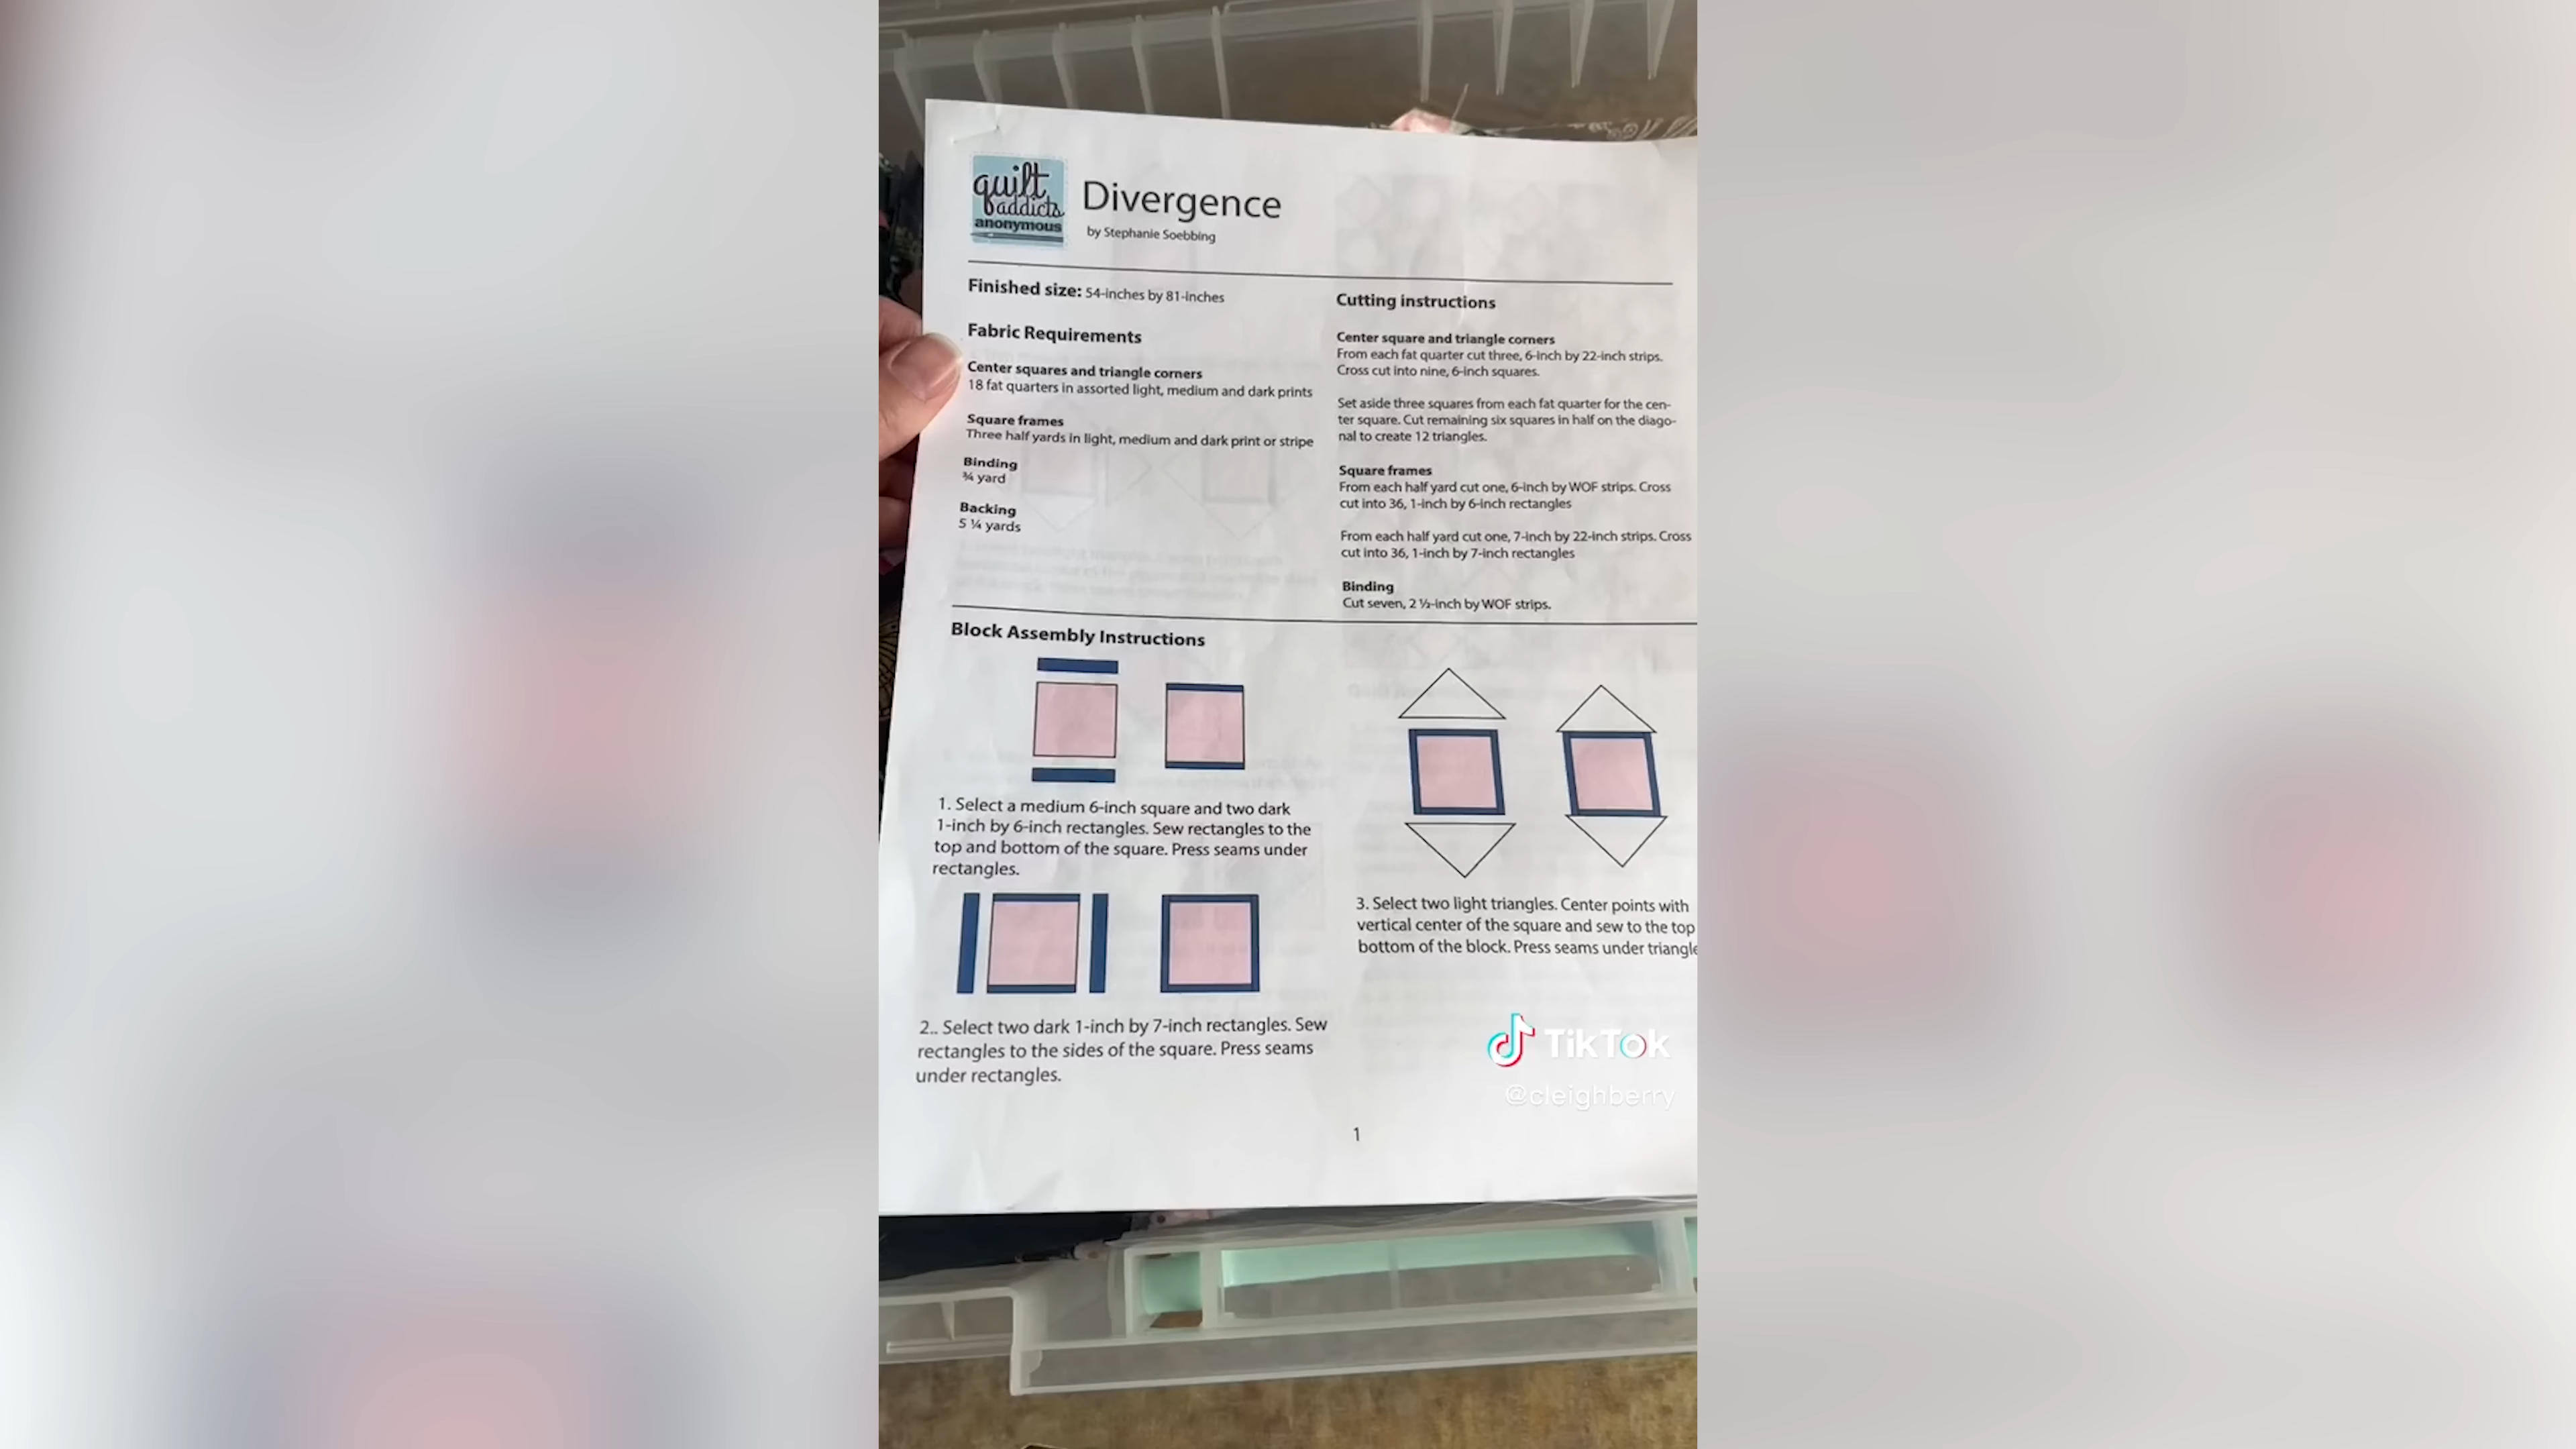 quilt
addicts
anonymous
Divergence
by Stephanie Soebbing
Finished size: 54-inches by 81-inches
Fabric Requirements
Center squares and triangle corners
18 fat quarters in assorted light, medium and dark prints
Square frames
Three half yards in light, medium and dark print or stripe
Binding
¾ yard
Backing
5 ¼ yards
Cutting instructions
Center square and triangle corners
From each fat quarter cut three, 6-inch by 22-inch strips.
Cross cut into nine, 6-inch squares.
Set aside three squares from each fat quarter for the cen-
ter square. Cut remaining six squares in half on the diago-
nal to create 12 triangles.
Square frames
From each half yard cut one, 6-inch by WOF strips. Cross
cut into 36, 1-inch by 6-inch rectangles
From each half yard cut one, 7-inch by 22-inch strips. Cross
cut into 36, 1-inch by 7-inch rectangles
Binding
Cut seven, 2 ½-inch by WOF strips.
Block Assembly Instructions
1. Select a medium 6-inch square and two dark
1-inch by 6-inch rectangles. Sew rectangles to the
top and bottom of the square. Press seams under
rectangles.
2.. Select two dark 1-inch by 7-inch rectangles. Sew
rectangles to the sides of the square. Press seams
under rectangles.
3. Select two light triangles. Center points with
vertical center of the square and sew to the top
bottom of the block. Press seams under triangle
TikTok
@cleighberry
1